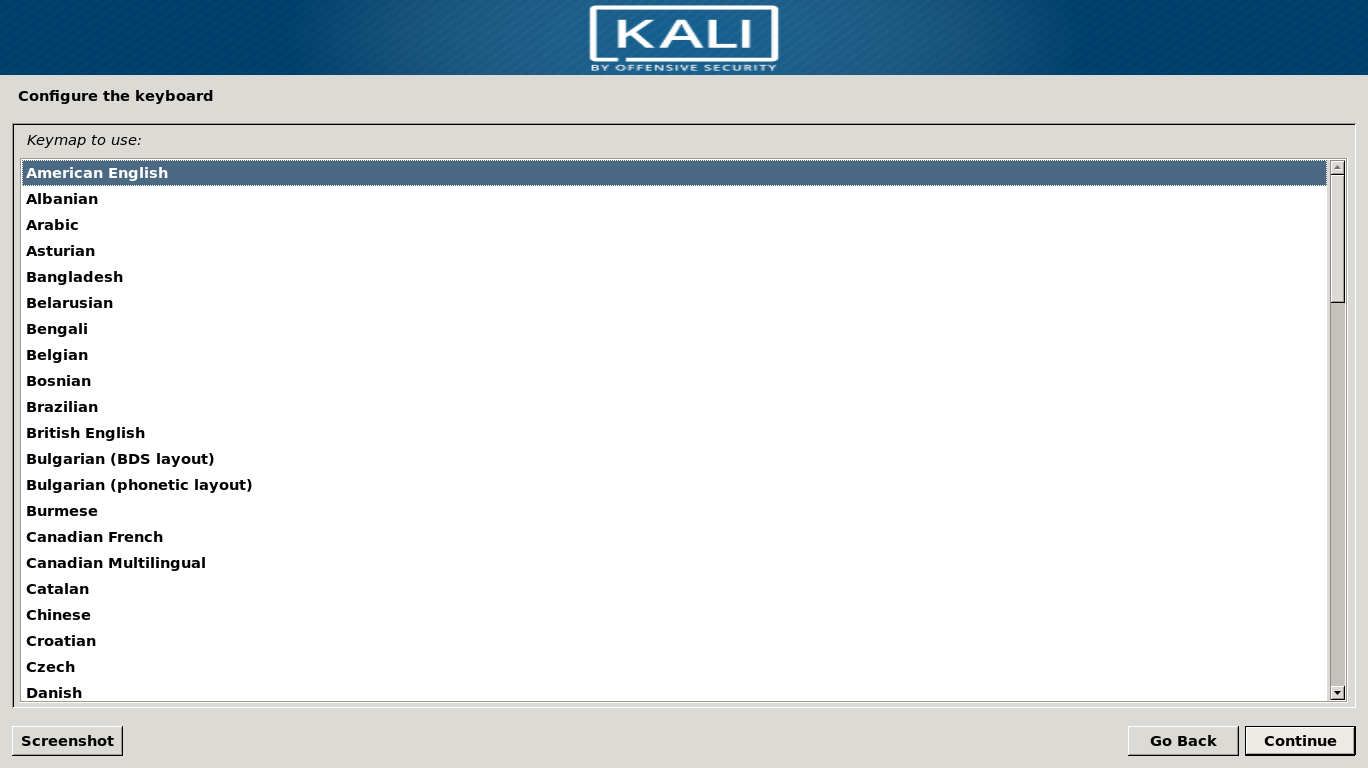 KALI
BY OFFENSIVE SECURITY
Configure the keyboard
Keymap to use:
American English
Albanian
Arabic
Asturian
Bangladesh
Belarusian
Bengali
Belgian
Bosnian
Brazilian
British English
Bulgarian (BDS layout)
Bulgarian (phonetic layout)
Burmese
Canadian French
Canadian Multilingual
Catalan
Chinese
Croatian
Czech
Danish
Screenshot
Go Back
Continue